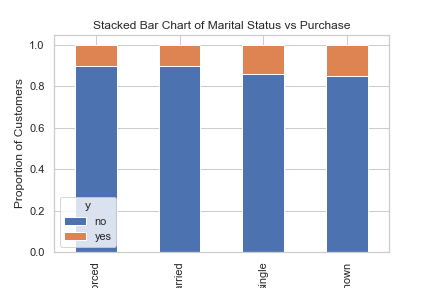 Stacked Bar Chart of Marital Status vs Purchase
1.0
0.8
0.6
0.4
0.2
0.0
Proportion of Customers
y
no
yes
orced
arried
single
nown